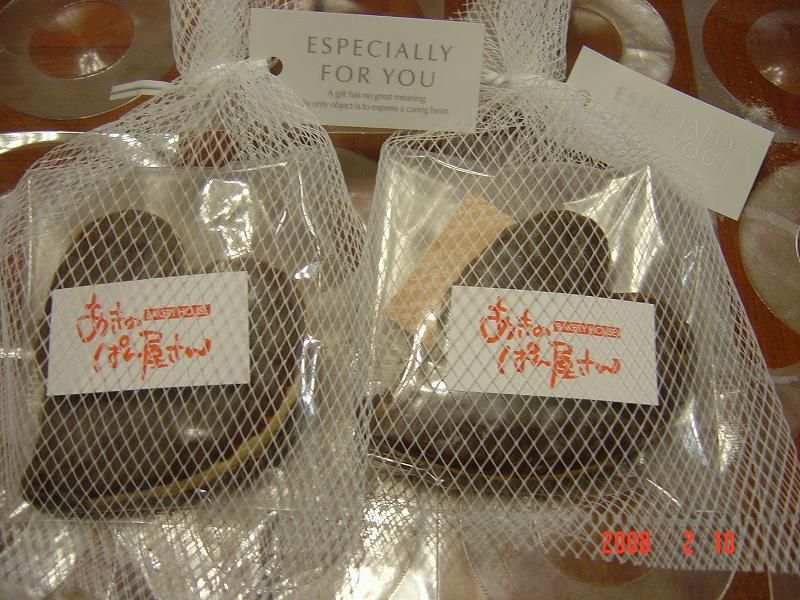 ESPECIALLY
FOR YOU
A gift has no great meaning.
only object is to express a caring heart.
ESPECIALLY
FOR YOU
あきの BAKERY HOUSE
ぱん屋さん
あきの BAKERY HOUSE
ぱん屋さん
2008 2 10